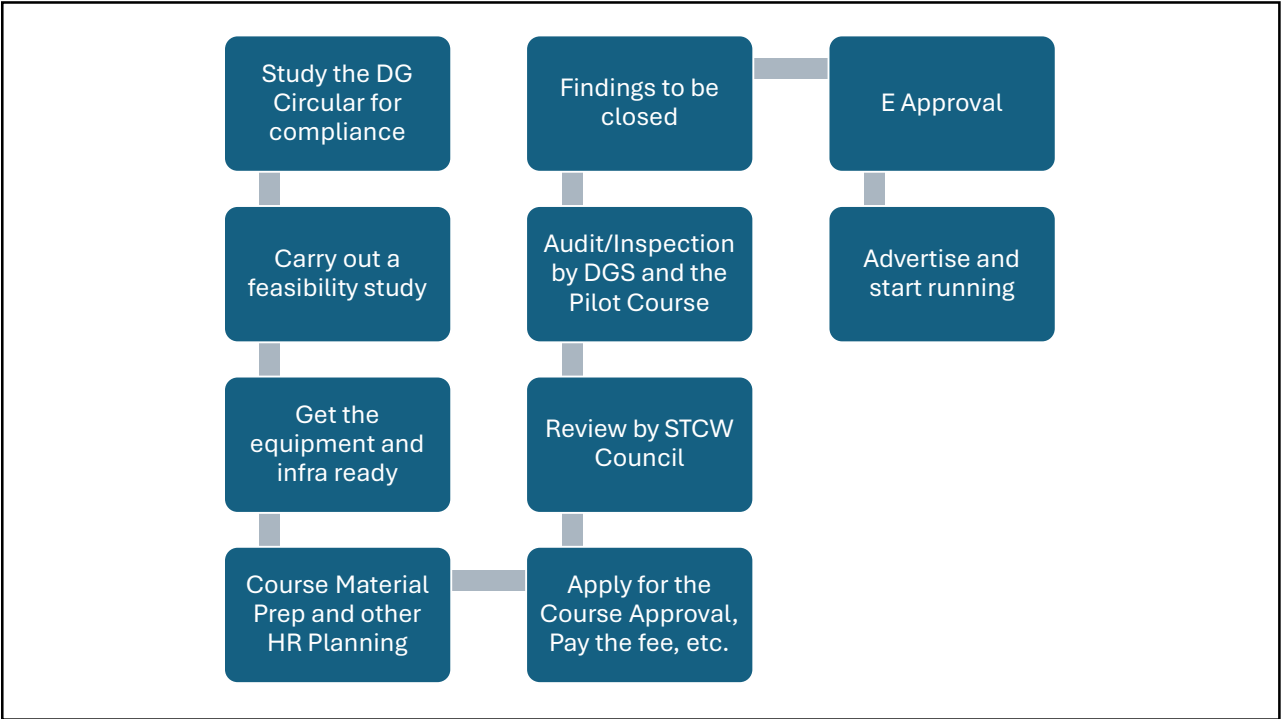 Study the DG
Circular for
compliance
Carry out a
feasibility study
Get the
equipment and
infra ready
Course Material
Prep and other
HR Planning
Apply for the
Course Approval,
Pay the fee, etc.
Review by STCW
Council
Audit/Inspection
by DGS and the
Pilot Course
Findings to be
closed
E Approval
Advertise and
start running